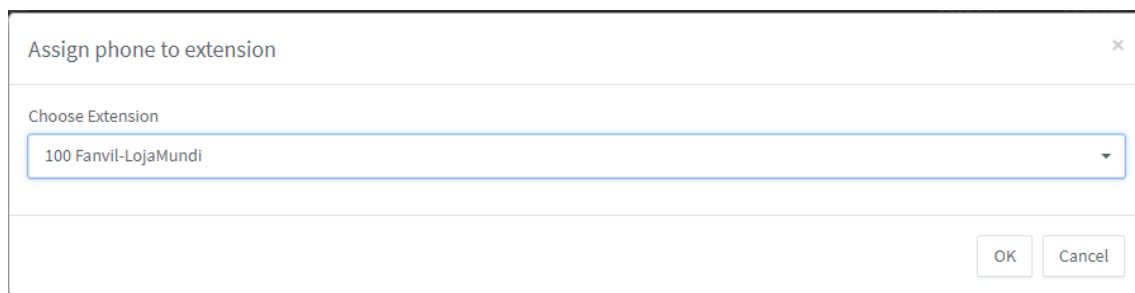 Assign phone to extension
×
Choose Extension
100 Fanvil-LojaMundi
OK Cancel